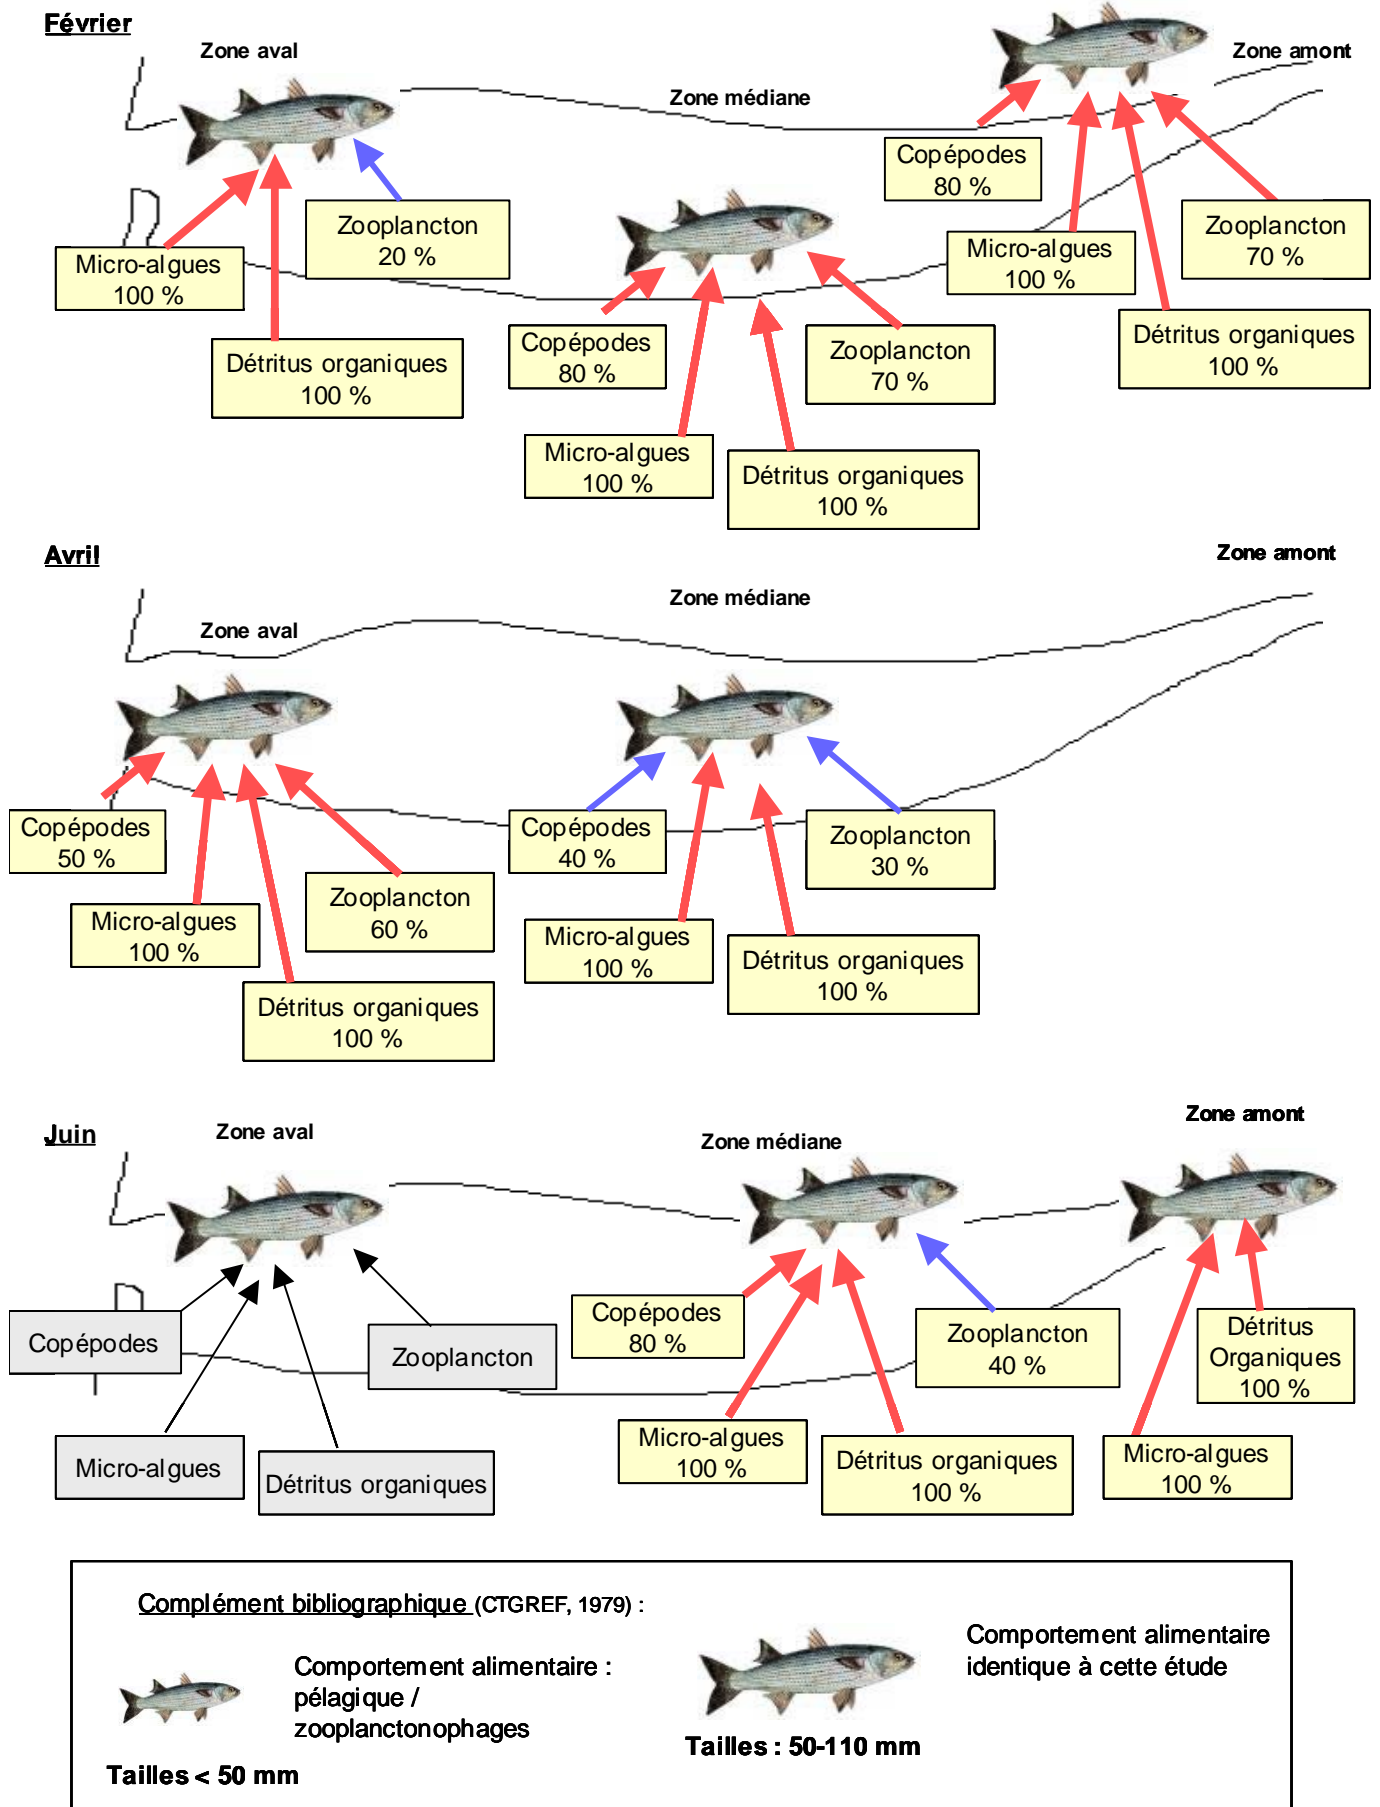 Février
Zone aval
Zone médiane
Zone amont
Micro-algues
100 %
Détritus organiques
100 %
Zooplancton
20 %
Copépodes
80 %
Micro-algues
100 %
Détritus organiques
100 %
Zooplancton
70 %
Copépodes
80 %
Micro-algues
100 %
Détritus organiques
100 %
Zooplancton
70 %
Avril
Zone aval
Zone médiane
Zone amont
Copépodes
50 %
Micro-algues
100 %
Détritus organiques
100 %
Zooplancton
60 %
Copépodes
40 %
Micro-algues
100 %
Détritus organiques
100 %
Zooplancton
30 %
Juin
Zone aval
Zone médiane
Zone amont
Copépodes
Micro-algues
Détritus organiques
Zooplancton
Copépodes
80 %
Micro-algues
100 %
Détritus organiques
100 %
Zooplancton
40 %
Micro-algues
100 %
Détritus
Organiques
100 %
Complément bibliographique (CTGREF, 1979) :
Comportement alimentaire :
pélagique /
zooplanctonophages
Tailles < 50 mm
Comportement alimentaire
identique à cette étude
Tailles : 50-110 mm